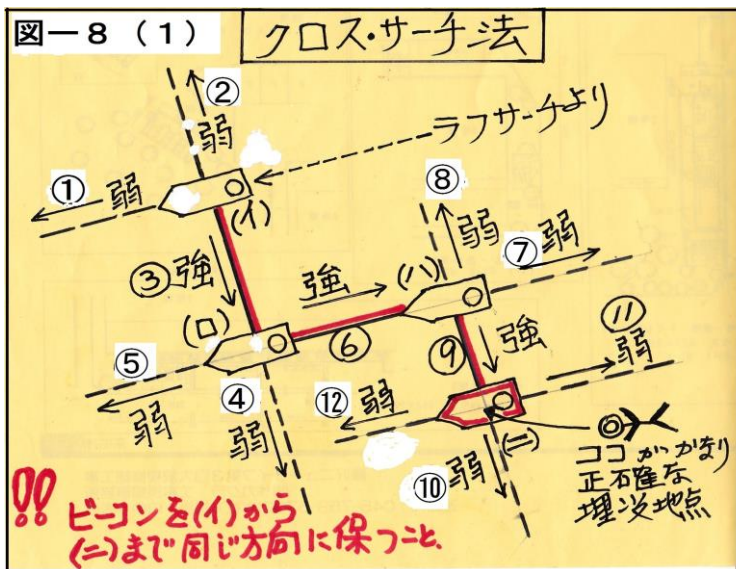 図－8 （1）
クロス・サーチ法
②
弱
ラフサーチより
①
弱
(イ)
⑧
弱
⑦
弱
③強
強
(ハ)
(ロ)
⑥
⑨
強
⑪
弱
⑤
弱
④
弱
⑫
弱
(ニ)
⑩
弱
ココがかなり
正確な
埋没地点
!! ビーコンを(イ)から
(ニ)まで同じ方向に保つこと.